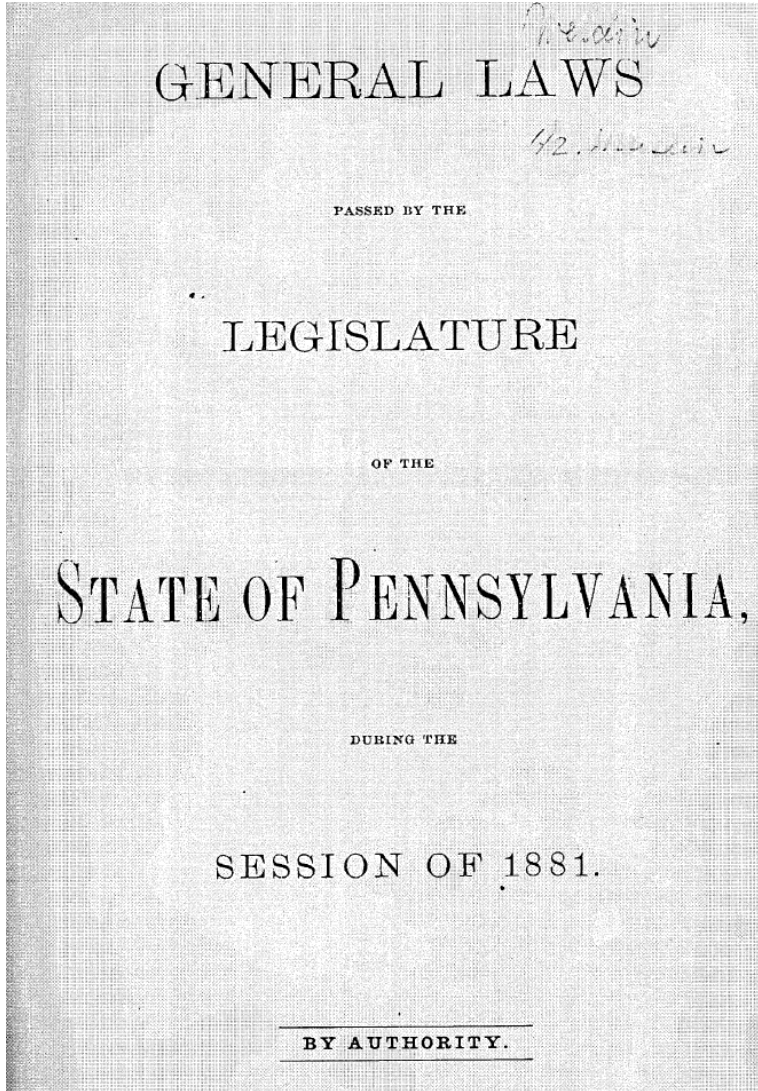 GENERAL LAWS
PASSED BY THE
LEGISLATURE
OF THE
STATE OF PENNSYLVANIA,
DURING THE
SESSION OF 1881.
BY AUTHORITY.